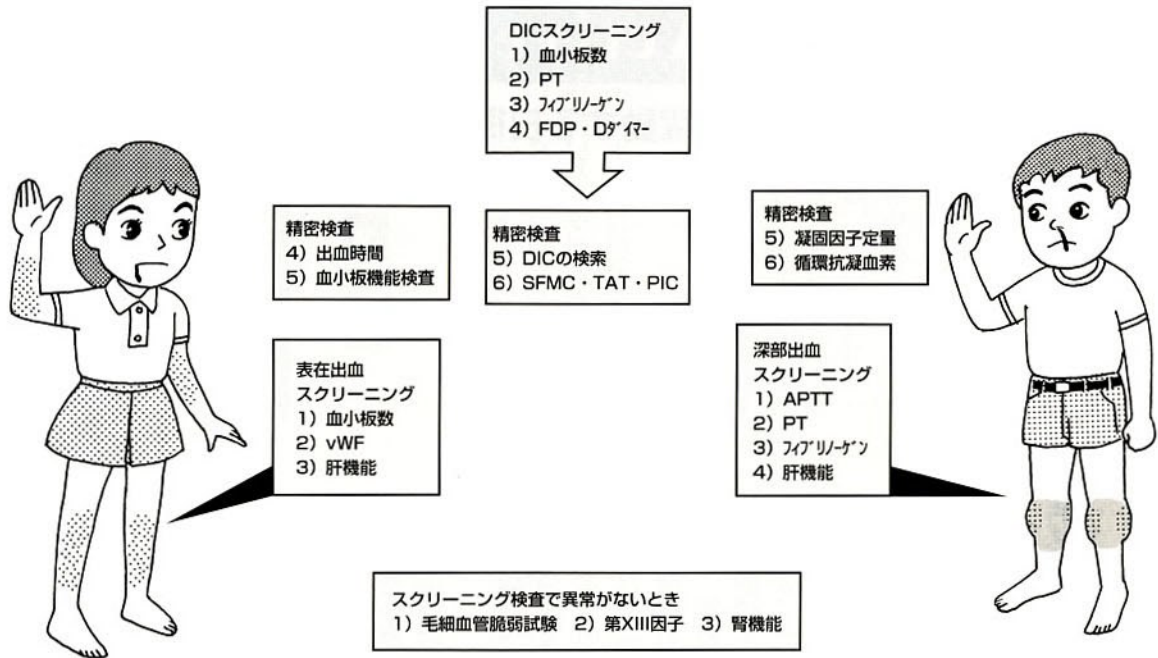 DICスクリーニング
1) 血小板数
2) PT
3) フィブリノーゲン
4) FDP・Dダイマー
精密検査
4) 出血時間
5) 血小板機能検査
精密検査
5) DICの検索
6) SFMC・TAT・PIC
精密検査
5) 凝固因子定量
6) 循環抗凝血素
表在出血
スクリーニング
1) 血小板数
2) vWF
3) 肝機能
深部出血
スクリーニング
1) APTT
2) PT
3) フィブリノーゲン
4) 肝機能
スクリーニング検査で異常がないとき
1) 毛細血管脆弱試験 2) 第XIII因子 3) 腎機能